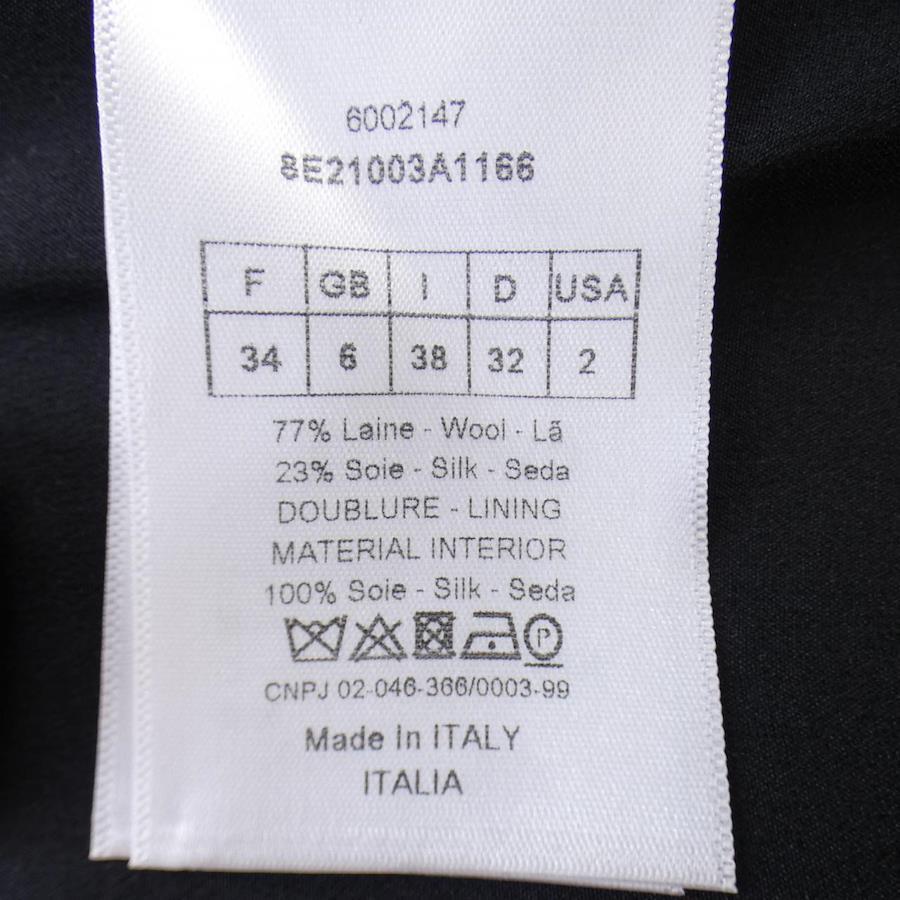 6002147
8E21003A1166
F GB I D USA
34 6 38 32 2
77% Laine - Wool - Lã
23% Soie - Silk - Seda
DOUBLURE - LINING
MATERIAL INTERIOR
100% Soie - Silk - Seda
P
CNPJ 02-046-366/0003-99
Made In ITALY
ITALIA